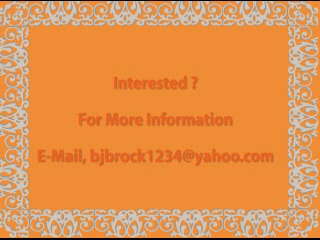 Interested ?
For More Information
E-Mail, bjbrock1234@yahoo.com